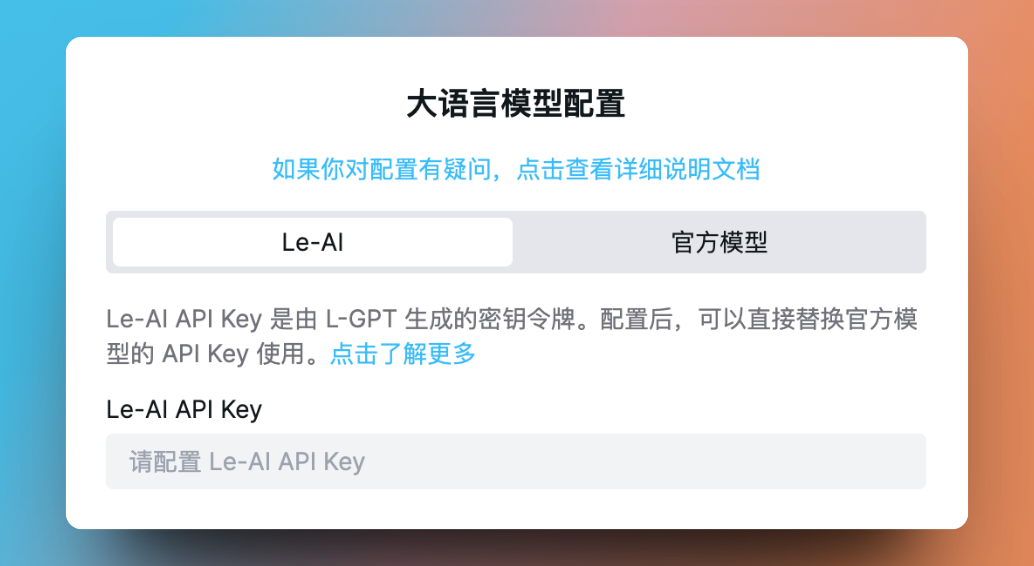 大语言模型配置
如果你对配置有疑问，点击查看详细说明文档
Le-AI
官方模型
Le-AI API Key 是由 L-GPT 生成的密钥令牌。配置后，可以直接替换官方模
型的 API Key 使用。点击了解更多
Le-AI API Key
请配置 Le-AI API Key